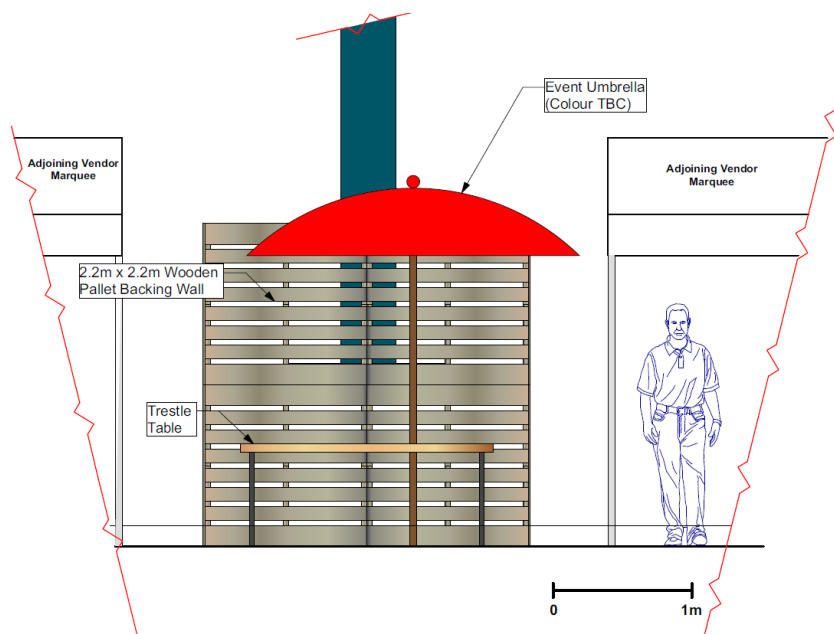 Event Umbrella
(Colour TBC)
Adjoining Vendor
Marquee
Adjoining Vendor
Marquee
2.2m x 2.2m Wooden
Pallet Backing Wall
Trestle
Table
0 1m